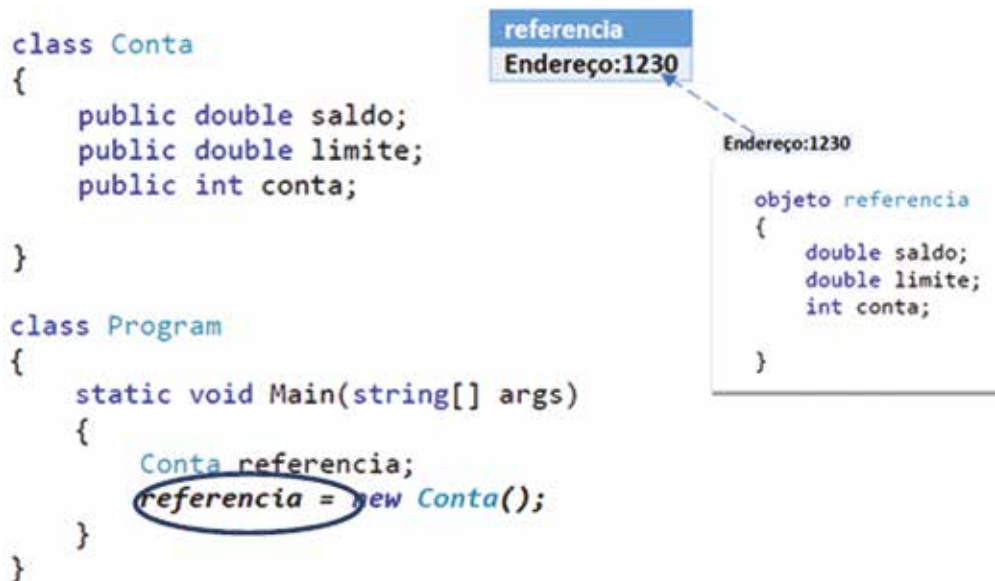 class Conta
{
public double saldo;
public double limite;
public int conta;
}
class Program
{
static void Main(string[] args)
{
Conta referencia;
referencia = new Conta();
}
}
referencia
Endereço:1230
Endereço:1230
objeto referencia
{
double saldo;
double limite;
int conta;
}